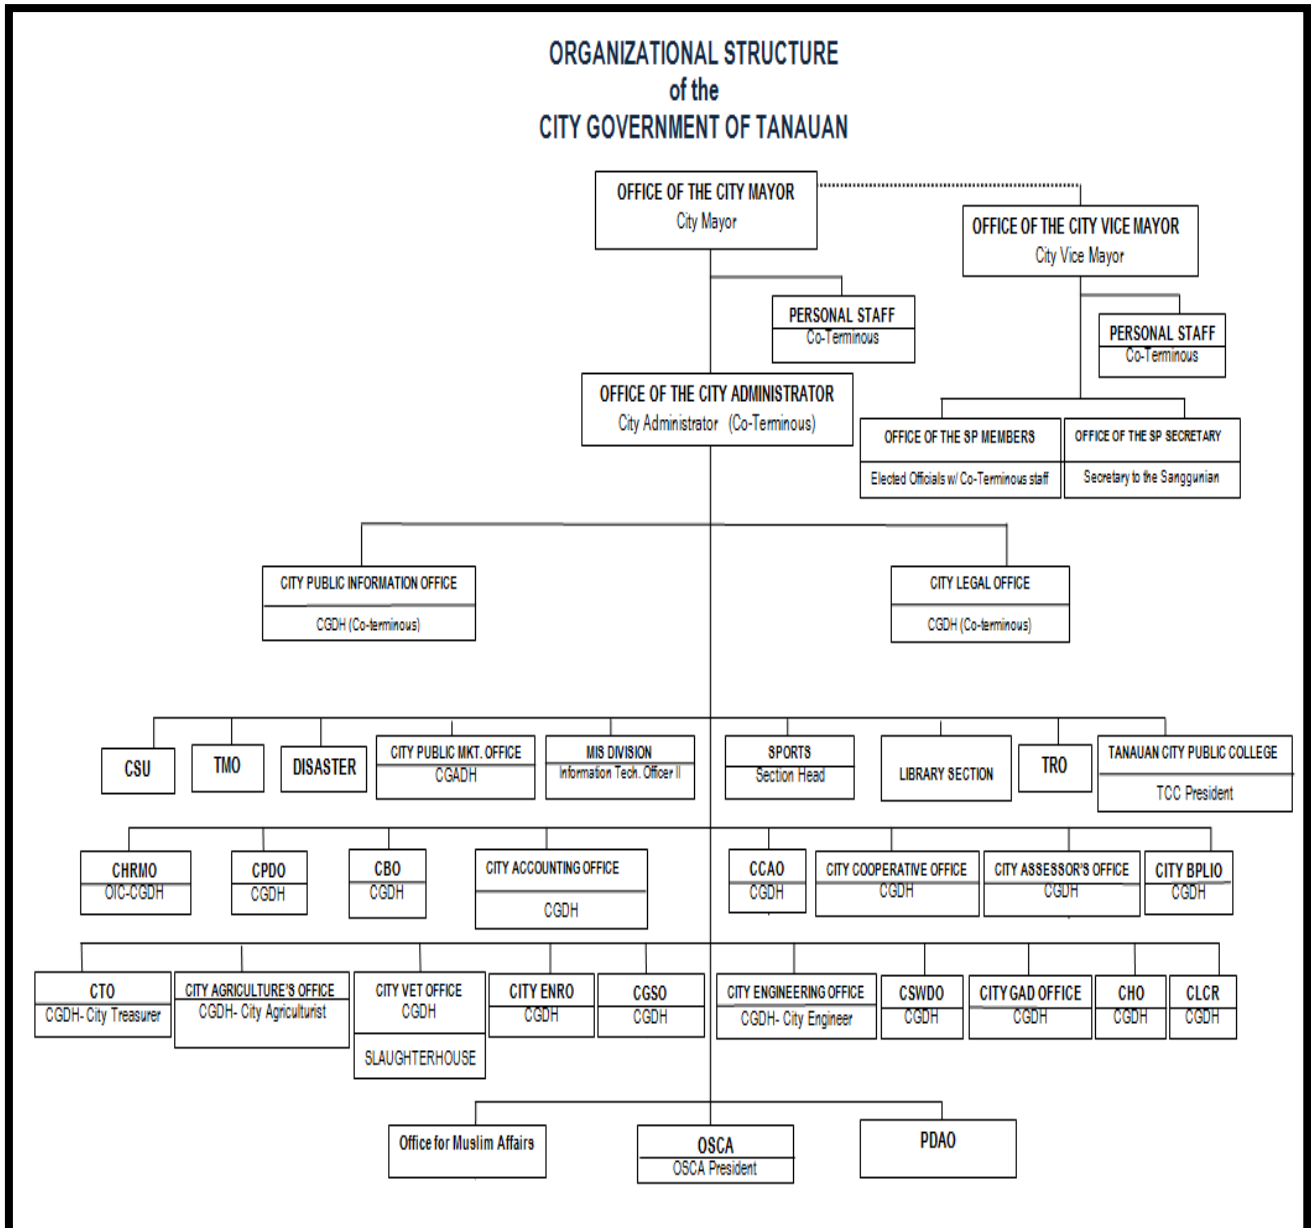 ORGANIZATIONAL STRUCTURE
of the
CITY GOVERNMENT OF TANAUAN
OFFICE OF THE CITY MAYOR
City Mayor
OFFICE OF THE CITY VICE MAYOR
City Vice Mayor
PERSONAL STAFF
Co-Terminous
PERSONAL STAFF
Co-Terminous
OFFICE OF THE CITY ADMINISTRATOR
City Administrator (Co-Terminous)
OFFICE OF THE SP MEMBERS
Elected Officials w/ Co-Terminous staff
OFFICE OF THE SP SECRETARY
Secretary to the Sanggunian
CITY PUBLIC INFORMATION OFFICE
CGDH (Co-terminous)
CITY LEGAL OFFICE
CGDH (Co-terminous)
CSU
TMO
DISASTER
CITY PUBLIC MKT. OFFICE
CGADH
MIS DIVISION
Information Tech. Officer II
SPORTS
Section Head
LIBRARY SECTION
TRO
TANAUAN CITY PUBLIC COLLEGE
TCC President
CHRMO
OIC-CGDH
CPDO
CGDH
CBO
CGDH
CITY ACCOUNTING OFFICE
CGDH
CCAO
CGDH
CITY COOPERATIVE OFFICE
CGDH
CITY ASSESSOR'S OFFICE
CGDH
CITY BPLIO
CGDH
CTO
CGDH- City Treasurer
CITY AGRICULTURE'S OFFICE
CGDH- City Agriculturist
CITY VET OFFICE
CGDH
SLAUGHTERHOUSE
CITY ENRO
CGDH
CGSO
CGDH
CITY ENGINEERING OFFICE
CGDH- City Engineer
CSWDO
CGDH
CITY GAD OFFICE
CGDH
CHO
CGDH
CLCR
CGDH
Office for Muslim Affairs
OSCA
OSCA President
PDAO